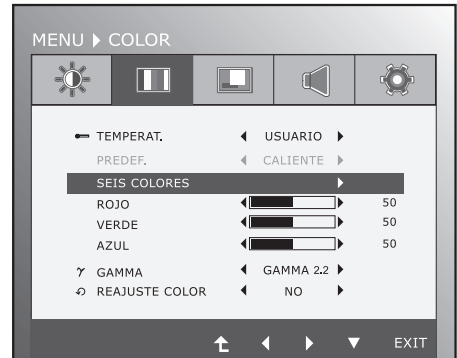 MENU ▶ COLOR
TEMPERAT. ◀ USUARIO ▶
PREDEF. ◀ CALIENTE ▶
SEIS COLORES ▶
ROJO ◀ ▶ 50
VERDE ◀ ▶ 50
AZUL ◀ ▶ 50
γ GAMMA ◀ GAMMA 2.2 ▶
REAJUSTE COLOR ◀ NO ▶
EXIT